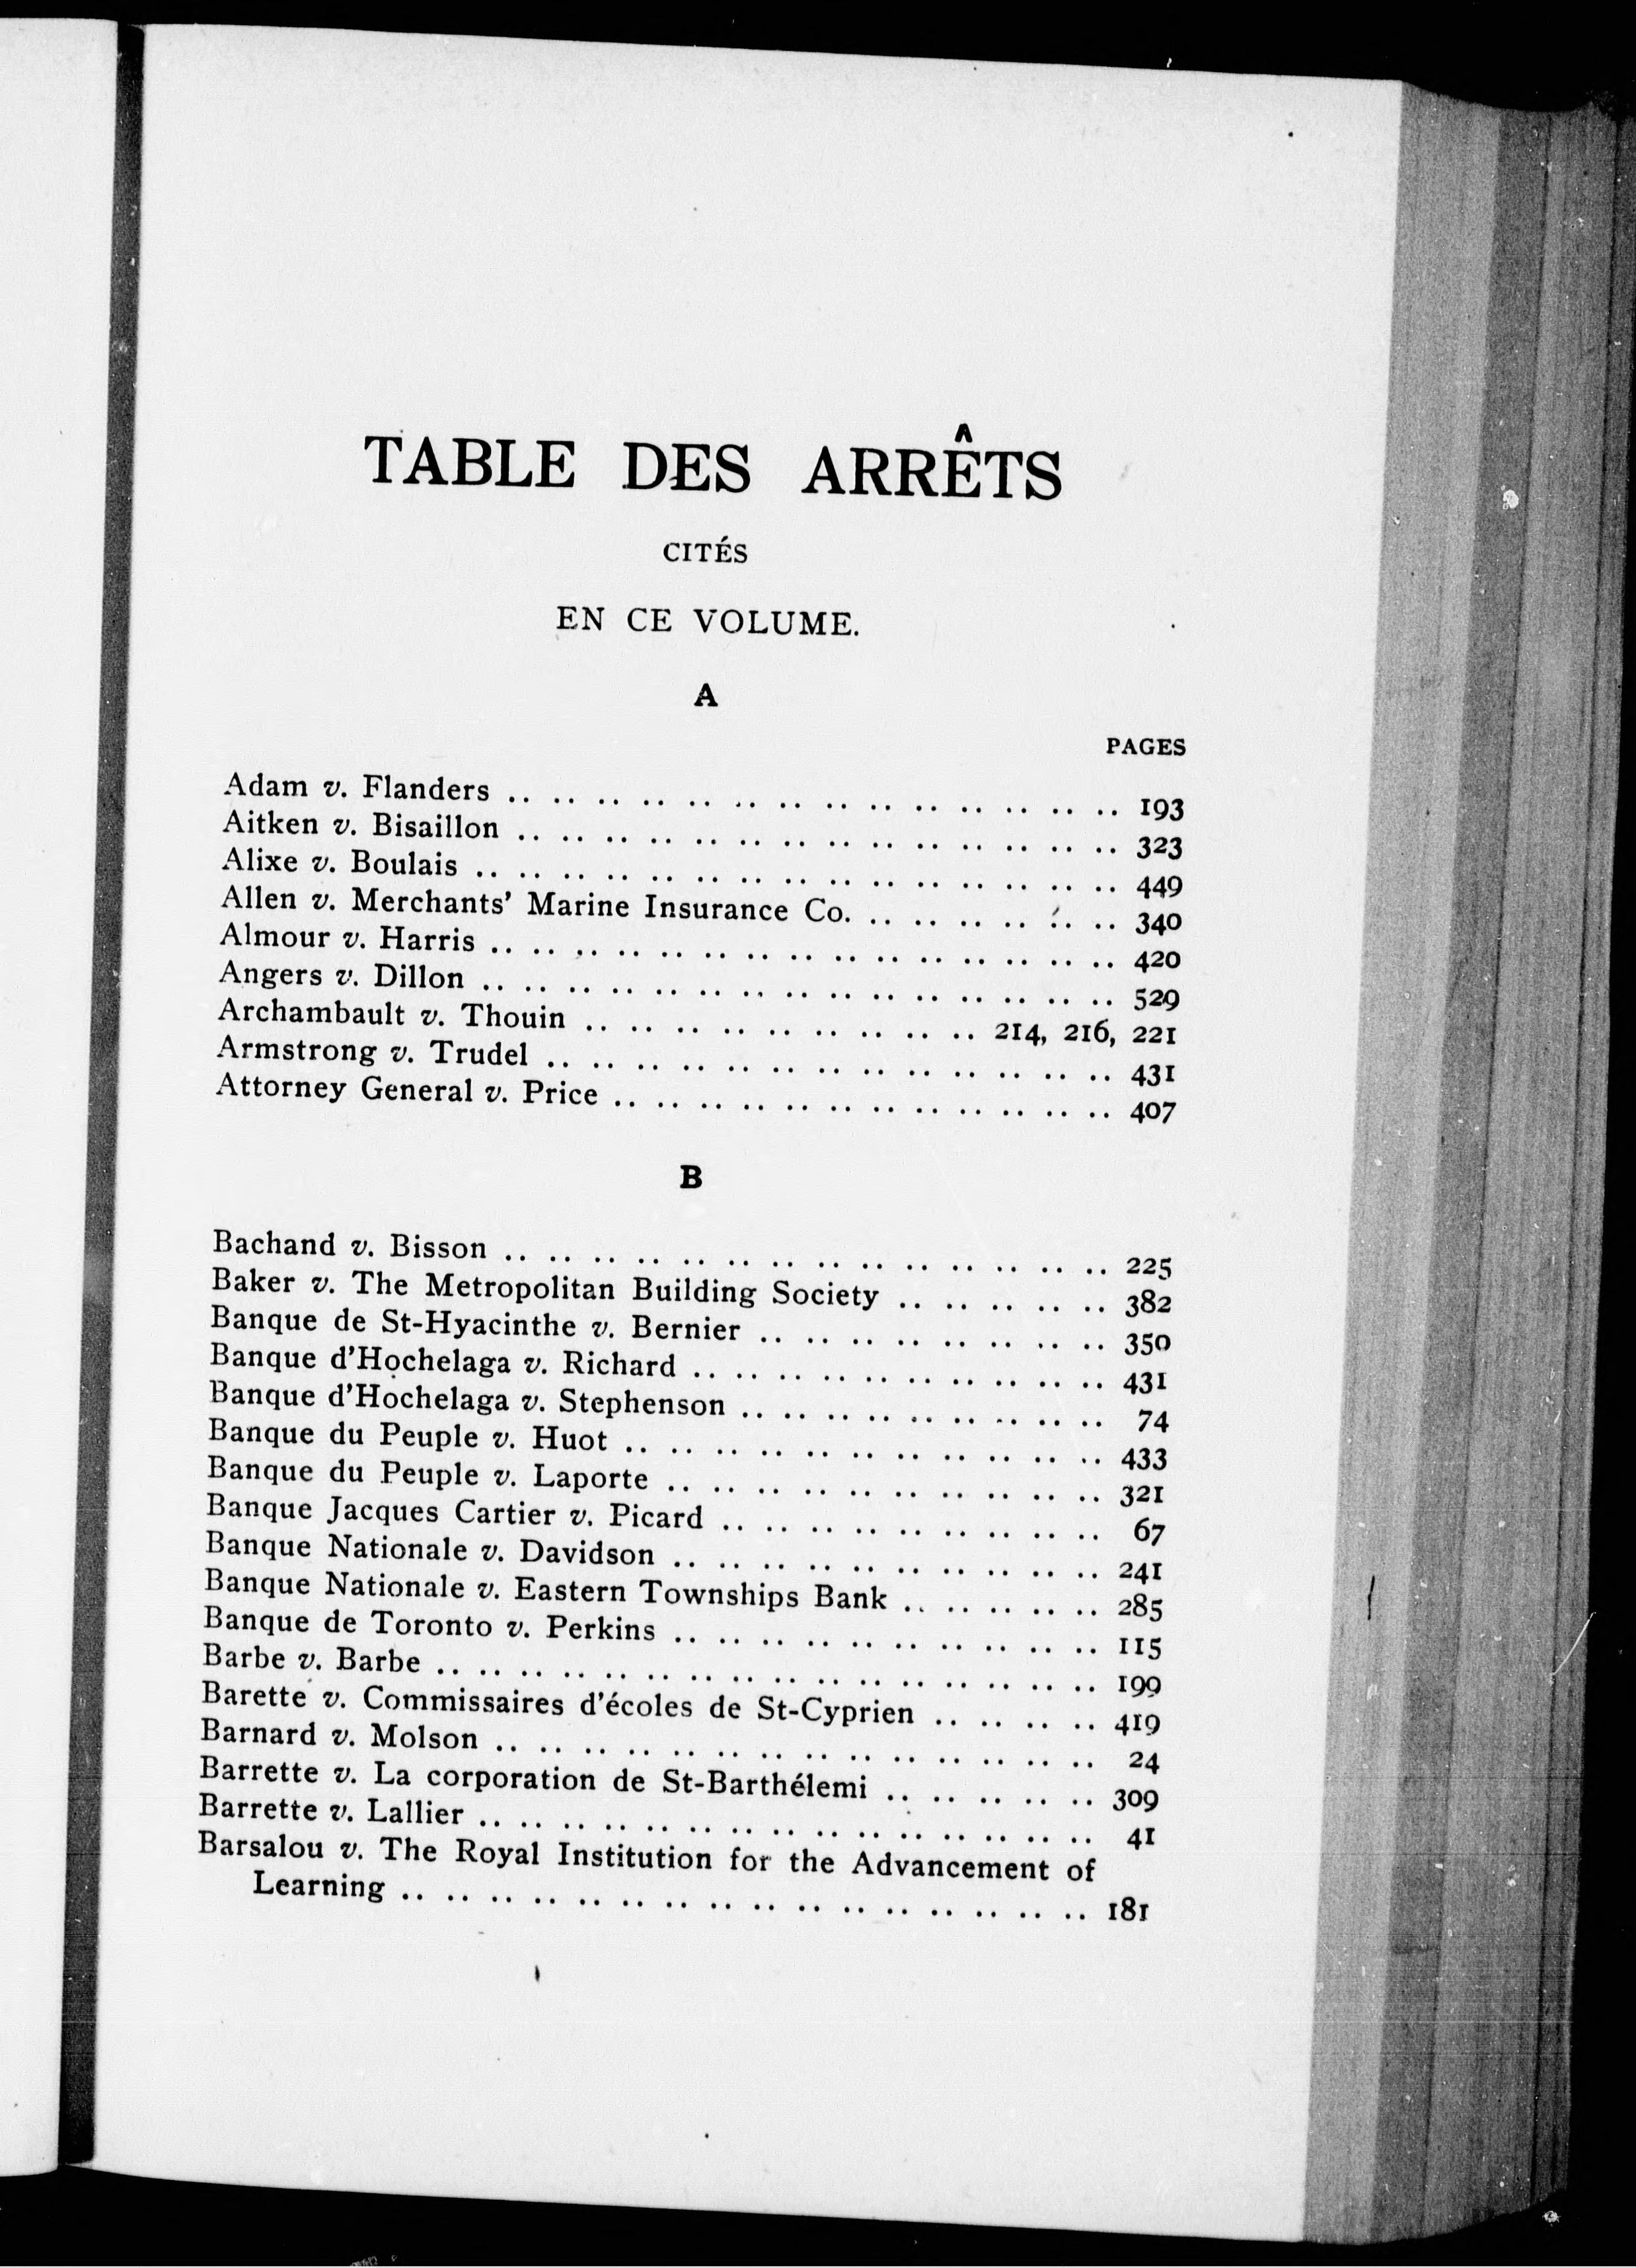 TABLE DES ARRÊTS
CITÉS
EN CE VOLUME.
A
PAGES
Adam v. Flanders .. .. .. .. .. .. .. .. .. .. .. .. .. .. 193
Aitken v. Bisaillon .. .. .. .. .. .. .. .. .. .. .. .. .. .. 323
Alixe v. Boulais .. .. .. .. .. .. .. .. .. .. .. .. .. .. .. 449
Allen v. Merchants' Marine Insurance Co. .. .. .. .. .. .. 340
Almour v. Harris .. .. .. .. .. .. .. .. .. .. .. .. .. .. .. 420
Angers v. Dillon .. .. .. .. .. .. .. .. .. .. .. .. .. .. .. 529
Archambault v. Thouin .. .. .. .. .. .. .. .. .. 214, 216, 221
Armstrong v. Trudel .. .. .. .. .. .. .. .. .. .. .. .. .. 431
Attorney General v. Price .. .. .. .. .. .. .. .. .. .. .. .. 407
B
Bachand v. Bisson .. .. .. .. .. .. .. .. .. .. .. .. .. .. 225
Baker v. The Metropolitan Building Society .. .. .. .. .. 382
Banque de St-Hyacinthe v. Bernier .. .. .. .. .. .. .. .. 350
Banque d'Hochelaga v. Richard .. .. .. .. .. .. .. .. .. .. 431
Banque d'Hochelaga v. Stephenson .. .. .. .. .. .. .. .. .. 74
Banque du Peuple v. Huot .. .. .. .. .. .. .. .. .. .. .. 433
Banque du Peuple v. Laporte .. .. .. .. .. .. .. .. .. .. 321
Banque Jacques Cartier v. Picard .. .. .. .. .. .. .. .. .. 67
Banque Nationale v. Davidson .. .. .. .. .. .. .. .. .. .. 241
Banque Nationale v. Eastern Townships Bank .. .. .. .. .. 285
Banque de Toronto v. Perkins .. .. .. .. .. .. .. .. .. .. 115
Barbe v. Barbe .. .. .. .. .. .. .. .. .. .. .. .. .. .. .. .. 199
Barette v. Commissaires d'écoles de St-Cyprien .. .. .. .. 419
Barnard v. Molson .. .. .. .. .. .. .. .. .. .. .. .. .. .. 24
Barrette v. La corporation de St-Barthélemi .. .. .. .. .. 309
Barrette v. Lallier .. .. .. .. .. .. .. .. .. .. .. .. .. .. .. 41
Barsalou v. The Royal Institution for the Advancement of
Learning .. .. .. .. .. .. .. .. .. .. .. .. .. .. .. .. 181